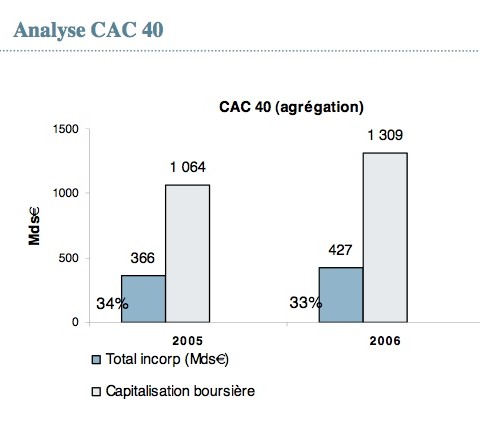 Analyse CAC 40
CAC 40 (agrégation)
Mds€
1500
1000
500
0
366
1 064
34%
427
1 309
33%
2005
2006
Total incorp (Mds€)
Capitalisation boursière